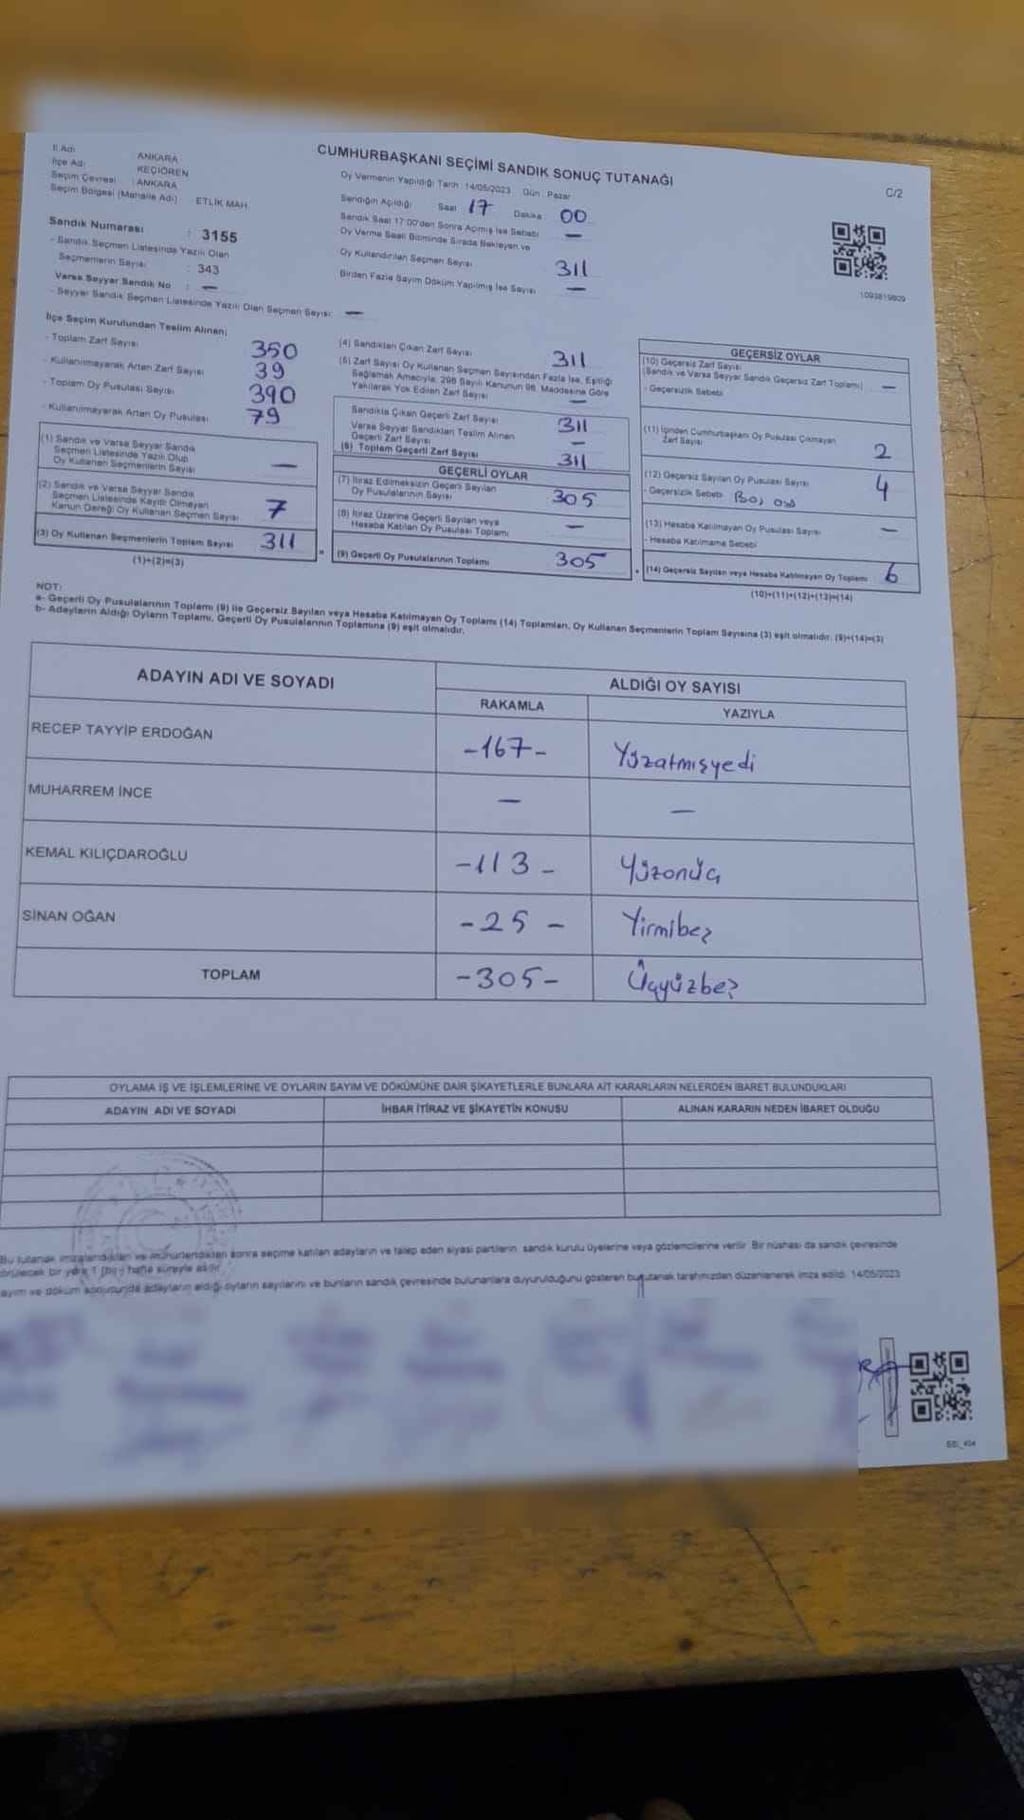 CUMHURBAŞKANI SEÇİMİ SANDIK SONUÇ TUTANAĞI
C/2
İl Adı ANKARA
İlçe Adı KEÇİÖREN
Seçim Çevresi : ANKARA
Seçim Bölgesi (Mahalle Adı) ETLİK MAH.
Oy Vermenin Yapıldığı Tarih 14/05/2023 Gün Pazar
Sandığın Açıldığı Saat 17 Dakika 00
Sandık Saat 17:00'den Sonra Açılmış İse Sebebi —
Oy Verme Saati Bitiminde Sırada Bekleyen ve
Oy Kullandırılan Seçmen Sayısı 311
Birden Fazla Sayım Döküm Yapılmış İse Sayısı —
Sandık Numarası : 3155
- Sandık Seçmen Listesinde Yazılı Olan
Seçmenlerin Sayısı : 343
Varsa Seyyar Sandık No : —
- Seyyar Sandık Seçmen Listesinde Yazılı Olan Seçmen Sayısı: —
1093819809
İlçe Seçim Kurulundan Teslim Alınan;
- Toplam Zarf Sayısı 350
- Kullanılmayarak Artan Zarf Sayısı 39
- Toplam Oy Pusulası Sayısı 390
- Kullanılmayarak Artan Oy Pusulası 79
(1) Sandık ve Varsa Seyyar Sandık
Seçmen Listesinde Yazılı Olup
Oy Kullanan Seçmenlerin Sayısı —
(2) Sandık ve Varsa Seyyar Sandık
Seçmen Listesinde Kayıtlı Olmayan
Kanun Gereği Oy Kullanan Seçmen Sayısı 7
(3) Oy Kullanan Seçmenlerin Toplam Sayısı 311
(1)+(2)=(3)
(4) Sandıktan Çıkan Zarf Sayısı 311
(5) Zarf Sayısı Oy Kullanan Seçmen Sayısından Fazla İse, Eşitliği
Sağlamak Amacıyla, 298 Sayılı Kanunun 98. Maddesine Göre
Yakılarak Yok Edilen Zarf Sayısı —
Sandıkta Çıkan Geçerli Zarf Sayısı 311
Varsa Seyyar Sandıktan Teslim Alınan
Geçerli Zarf Sayısı —
(6) Toplam Geçerli Zarf Sayısı 311
GEÇERLİ OYLAR
(7) İtiraz Edilmeksizin Geçerli Sayılan
Oy Pusulalarının Sayısı 305
(8) İtiraz Üzerine Geçerli Sayılan veya
Hesaba Katılan Oy Pusulası Toplamı —
(9) Geçerli Oy Pusulalarının Toplamı 305
GEÇERSİZ OYLAR
(10) Geçersiz Zarf Sayısı
(Sandık ve Varsa Seyyar Sandık Geçersiz Zarf Toplamı) —
- Geçersizlik Sebebi
(11) İçinden Cumhurbaşkanı Oy Pusulası Çıkmayan
Zarf Sayısı 2
(12) Geçersiz Sayılan Oy Pusulası Sayısı 4
- Geçersizlik Sebebi Boş
(13) Hesaba Katılmayan Oy Pusulası Sayısı —
- Hesaba Katılmama Sebebi
(14) Geçersiz Sayılan veya Hesaba Katılmayan Oy Toplamı 6
(10)+(11)+(12)+(13)=(14)
NOT:
a- Geçerli Oy Pusulalarının Toplamı (9) ile Geçersiz Sayılan veya Hesaba Katılmayan Oy Toplamı (14) Toplamları, Oy Kullanan Seçmenlerin Toplam Sayısına (3) eşit olmalıdır. (9)+(14)=(3)
b- Adayların Aldığı Oyların Toplamı, Geçerli Oy Pusulalarının Toplamına (9) eşit olmalıdır.
ADAYIN ADI VE SOYADI ALDIĞI OY SAYISI
RAKAMLA YAZIYLA
RECEP TAYYİP ERDOĞAN -167- Yüzatmışyedi
MUHARREM İNCE — —
KEMAL KILIÇDAROĞLU -113- Yüzonüç
SİNAN OĞAN -25- Yirmibeş
TOPLAM -305- Üçyüzbeş
OYLAMA İŞ VE İŞLEMLERİNE VE OYLARIN SAYIM VE DÖKÜMÜNE DAİR ŞİKAYETLERLE BUNLARA AİT KARARLARIN NELERDEN İBARET BULUNDUKLARI
ADAYIN ADI VE SOYADI İHBAR İTİRAZ VE ŞİKAYETİN KONUSU ALINAN KARARIN NEDEN İBARET OLDUĞU
Bu tutanak imzalandıktan ve mühürlendikten sonra seçime katılan adayların ve talep eden siyasi partilerin sandık kurulu üyelerine veya gözlemcilerine verilir. Bir nüshası da sandık çevresinde
görülecek bir yere 1 (bir) hafta süreyle asılır.
sayım ve döküm sonucunda adayların aldığı oyların sayılarını ve bunların sandık çevresinde bulunanlara duyurulduğunu gösteren bu tutanak tarafımızdan düzenlenerek imza edildi. 14/05/2023